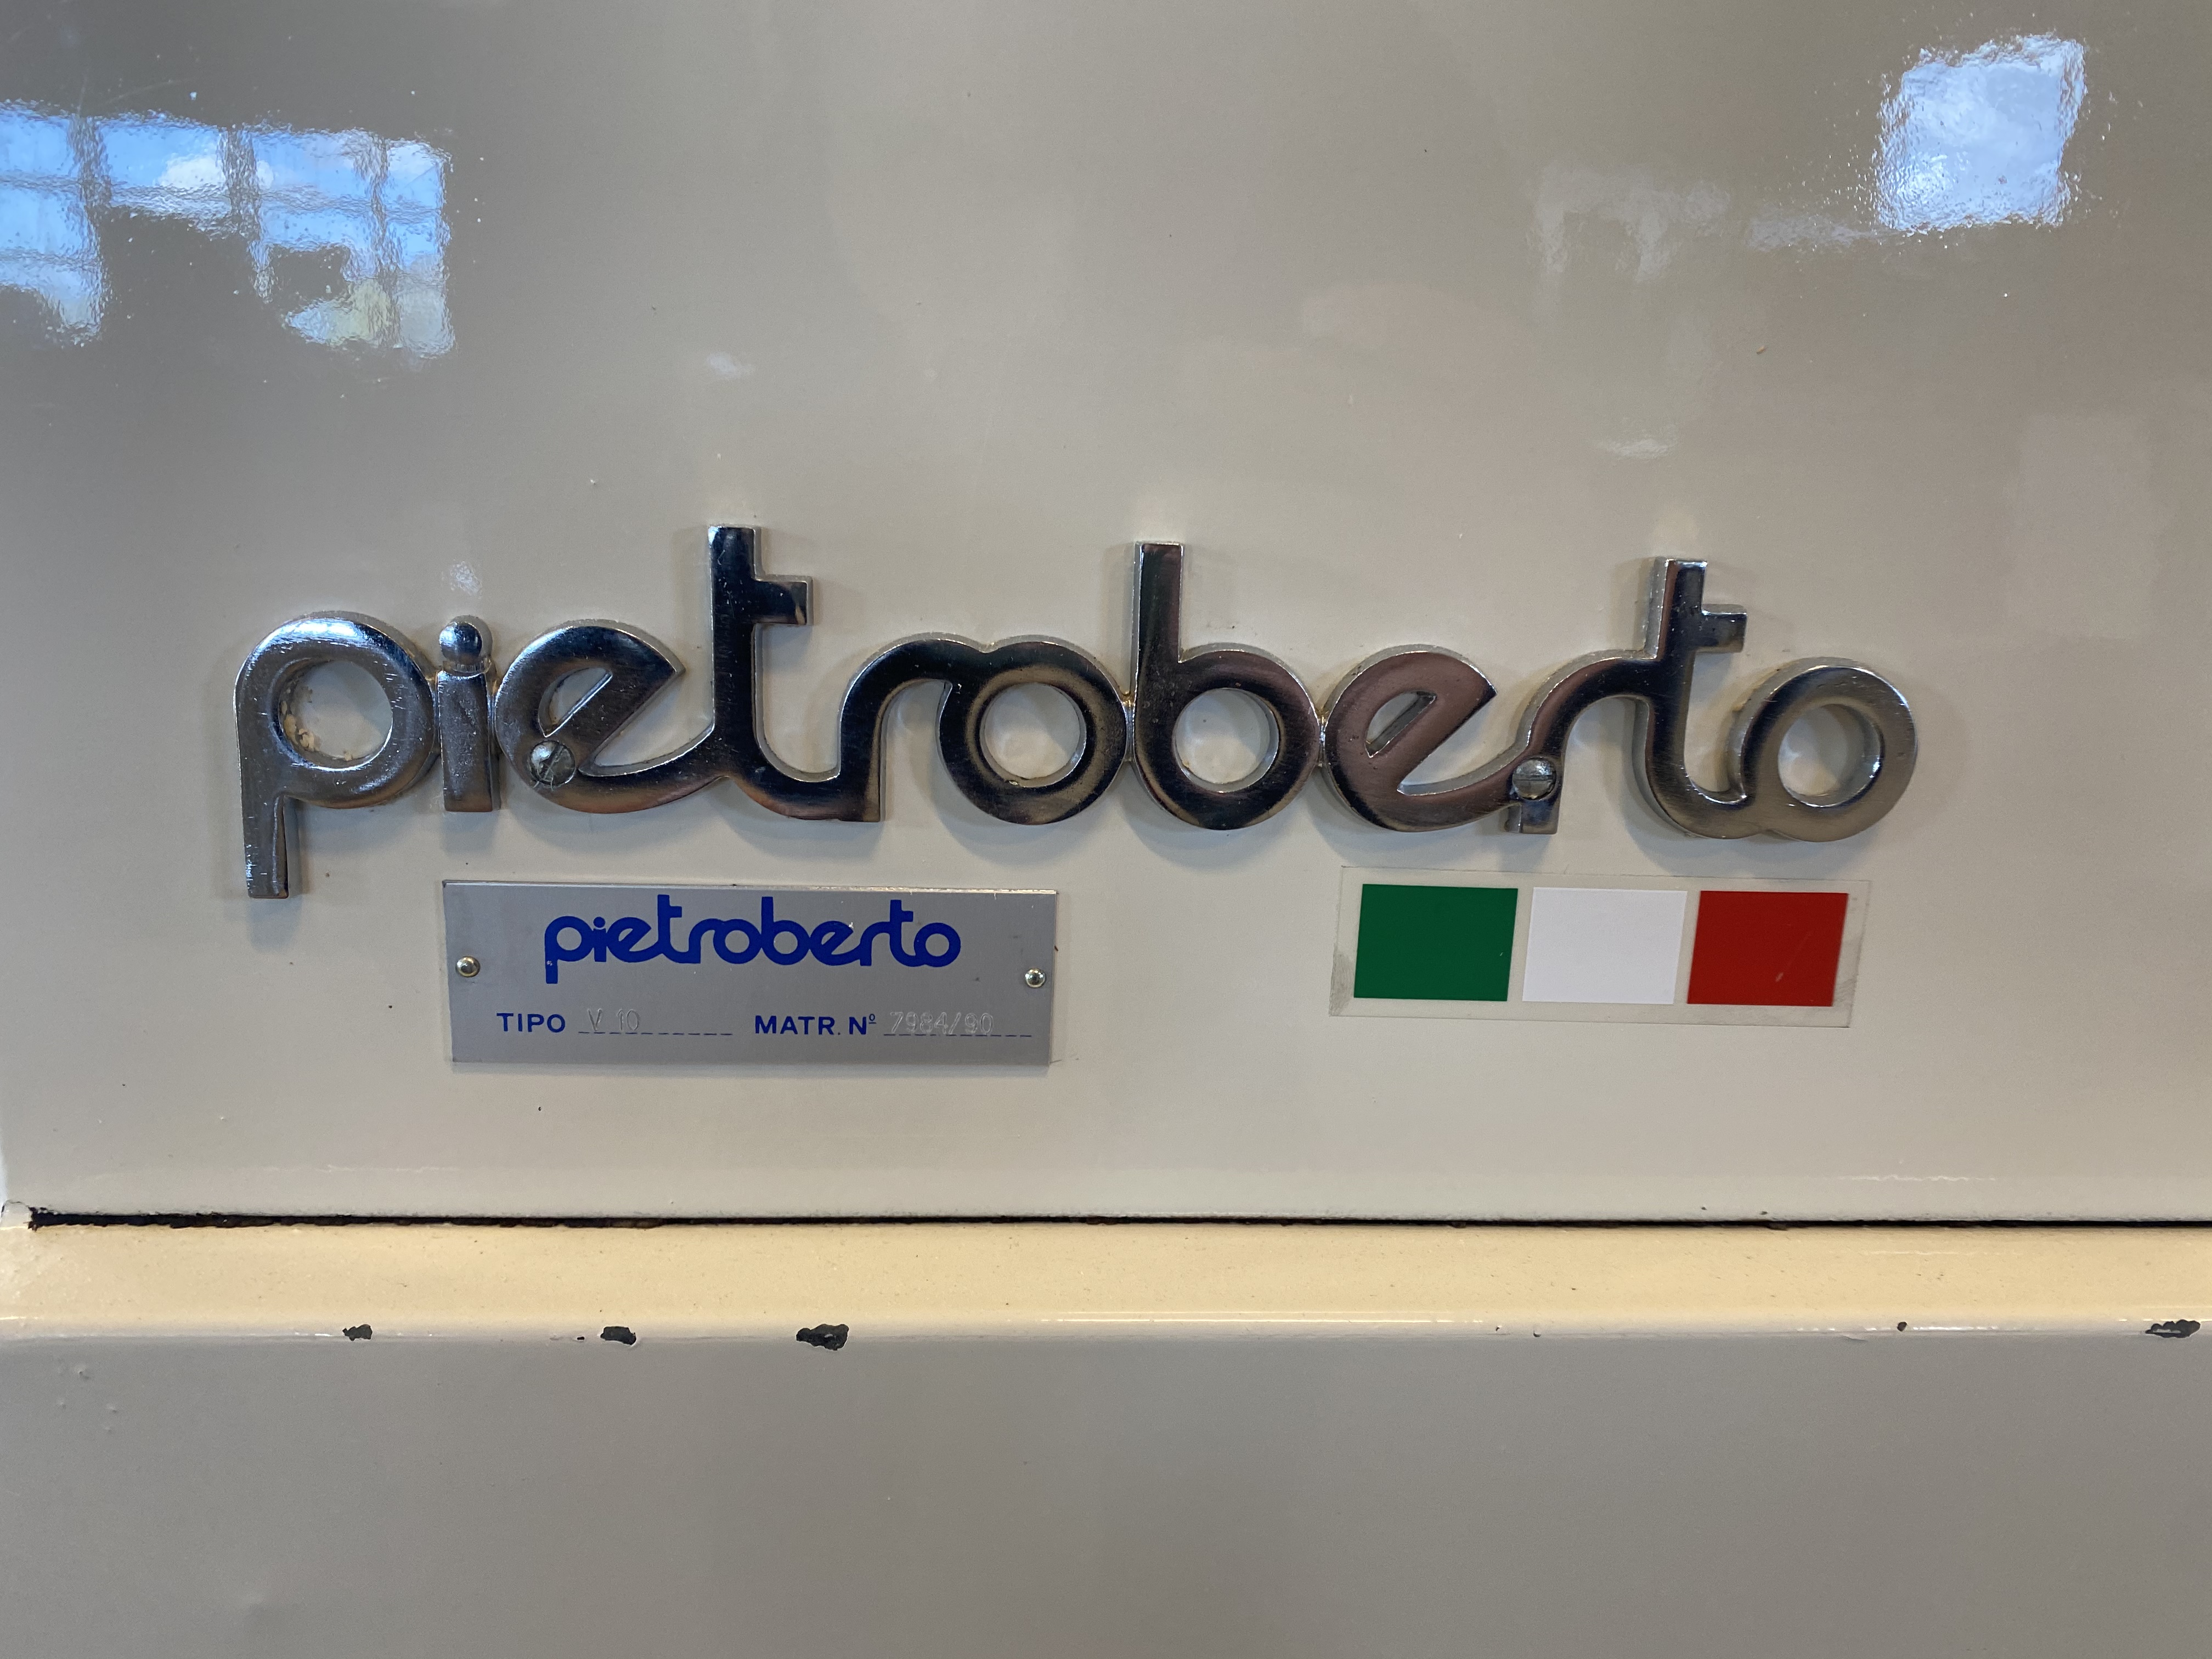 pietroberto
pietroberto
TIPO V 10 MATR. Nº 7984/90